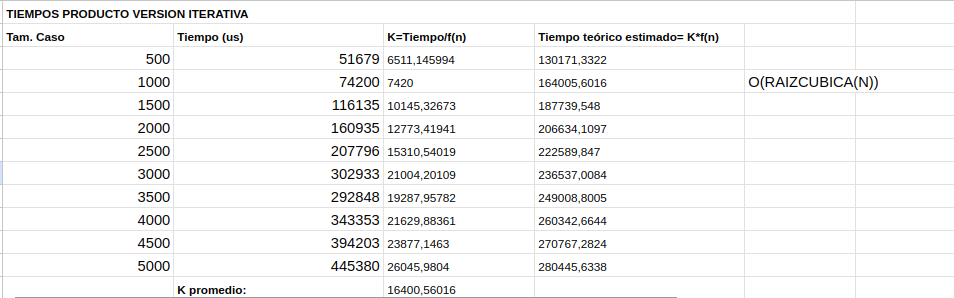 TIEMPOS PRODUCTO VERSION ITERATIVA
Tam. Caso Tiempo (us) K=Tiempo/f(n) Tiempo teórico estimado= K*f(n)
500 51679 6511,145994 130171,3322
1000 74200 7420 164005,6016 O(RAIZCUBICA(N))
1500 116135 10145,32673 187739,548
2000 160935 12773,41941 206634,1097
2500 207796 15310,54019 222589,847
3000 302933 21004,20109 236537,0084
3500 292848 19287,95782 249008,8005
4000 343353 21629,88361 260342,6644
4500 394203 23877,1463 270767,2824
5000 445380 26045,9804 280445,6338
K promedio: 16400,56016